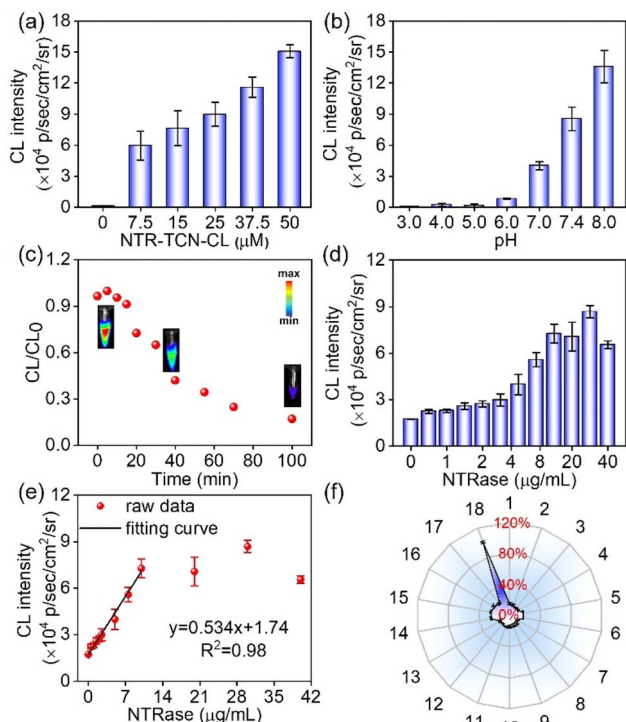 (a)
CL intensity
(×10⁴ p/sec/cm²/sr)
15
12
9
6
3
0
0 7.5 15 25 37.5 50
NTR-TCN-CL (μM)
(b)
CL intensity
(×10⁴ p/sec/cm²/sr)
18
15
12
9
6
3
0
3.0 4.0 5.0 6.0 7.0 7.4 8.0
pH
(c)
CL/CL0
1.2
0.9
0.6
0.3
0.0
max
min
0 20 40 60 80 100
Time (min)
(d)
CL intensity
(×10⁴ p/sec/cm²/sr)
12
9
6
3
0
0 1 2 4 8 20 40
NTRase (μg/mL)
(e)
CL intensity
(×10⁴ p/sec/cm²/sr)
12
9
6
3
0
raw data
fitting curve
y=0.534x+1.74
R²=0.98
0 7 14 21 28 35 42
NTRase (μg/mL)
(f)
1
2
3
4
5
6
7
8
9
11
12
13
14
15
16
17
18
120%
80%
40%
0%